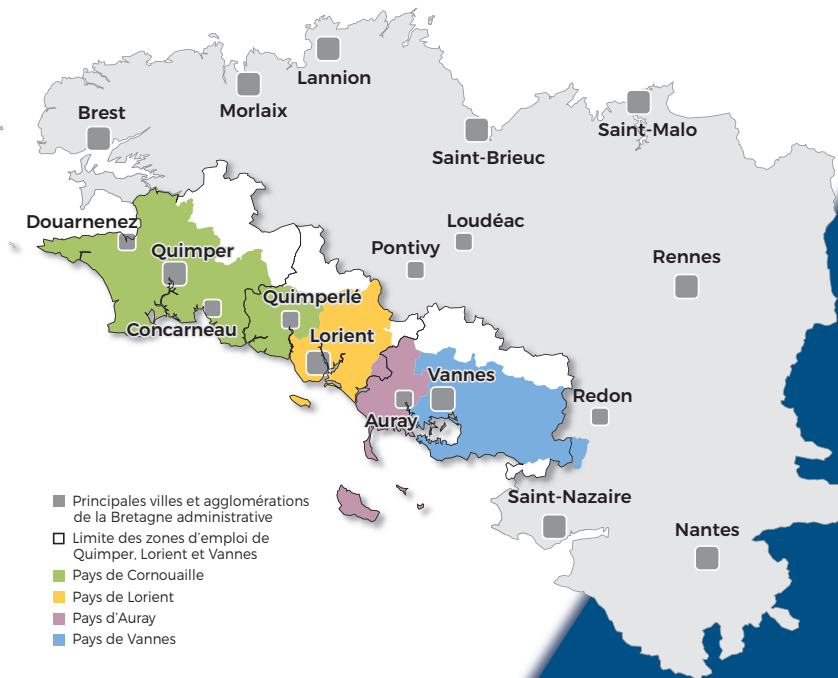 Lannion
Morlaix
Brest
Saint-Malo
Saint-Brieuc
Douarnenez
Loudéac
Quimper
Pontivy
Rennes
Quimperlé
Concarneau
Lorient
Vannes
Redon
Auray
Saint-Nazaire
Nantes
Principales villes et agglomérations
de la Bretagne administrative
Limite des zones d'emploi de
Quimper, Lorient et Vannes
Pays de Cornouaille
Pays de Lorient
Pays d'Auray
Pays de Vannes